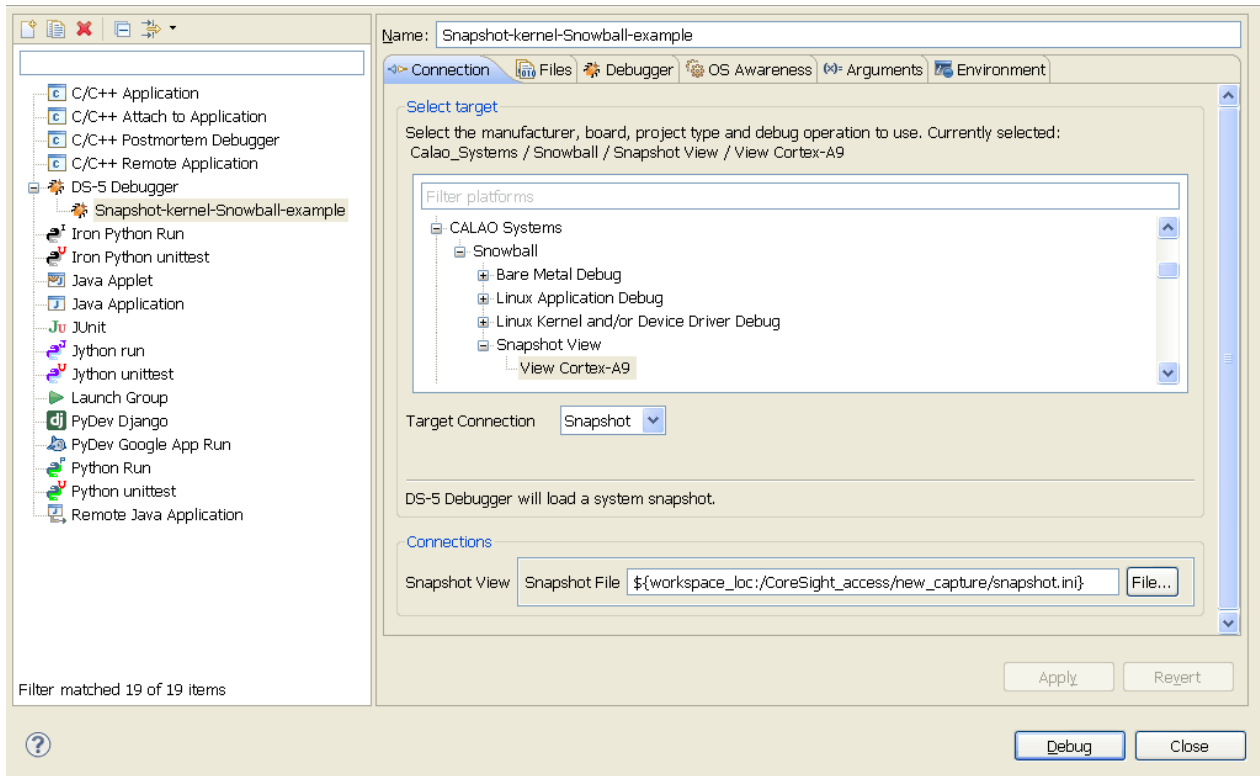 Name: Snapshot-kernel-Snowball-example
C/C++ Application
C/C++ Attach to Application
C/C++ Postmortem Debugger
C/C++ Remote Application
DS-5 Debugger
Snapshot-kernel-Snowball-example
Iron Python Run
Iron Python unittest
Java Applet
Java Application
Ju JUnit
Jython run
Jython unittest
Launch Group
dj PyDev Django
PyDev Google App Run
Python Run
Python unittest
Remote Java Application
Filter matched 19 of 19 items
Connection Files Debugger OS Awareness (x)= Arguments Environment
Select target
Select the manufacturer, board, project type and debug operation to use. Currently selected:
Calao_Systems / Snowball / Snapshot View / View Cortex-A9
Filter platforms
CALAO Systems
Snowball
Bare Metal Debug
Linux Application Debug
Linux Kernel and/or Device Driver Debug
Snapshot View
View Cortex-A9
Target Connection Snapshot
DS-5 Debugger will load a system snapshot.
Connections
Snapshot View Snapshot File ${workspace_loc:/CoreSight_access/new_capture/snapshot.ini} File...
Apply Revert
? Debug Close